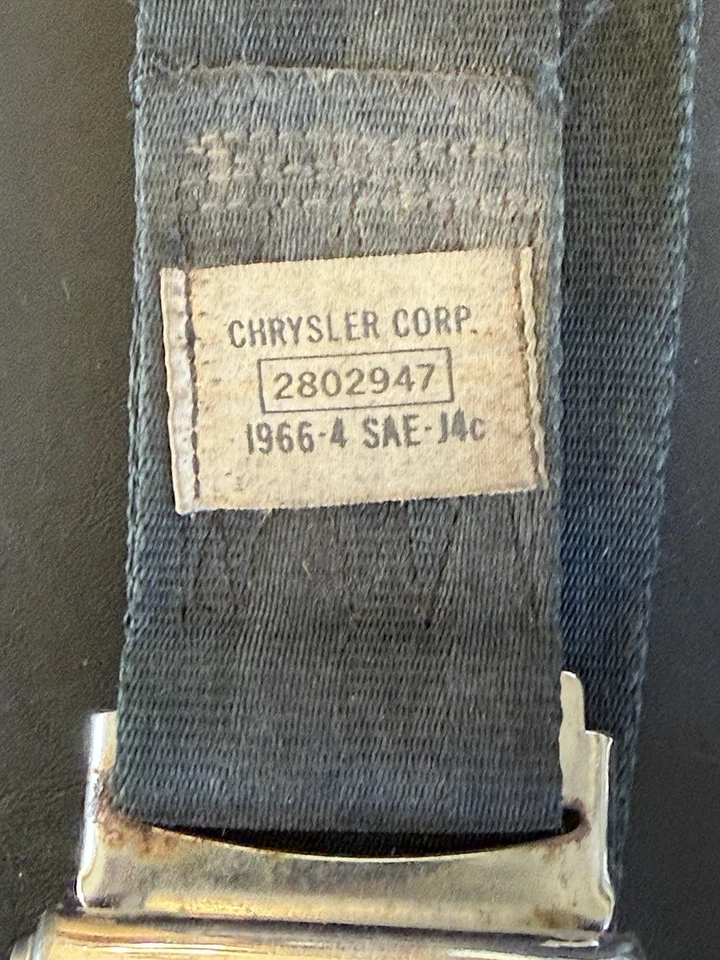 CHRYSLER CORP.
2802947
1966-4 SAE-J4c